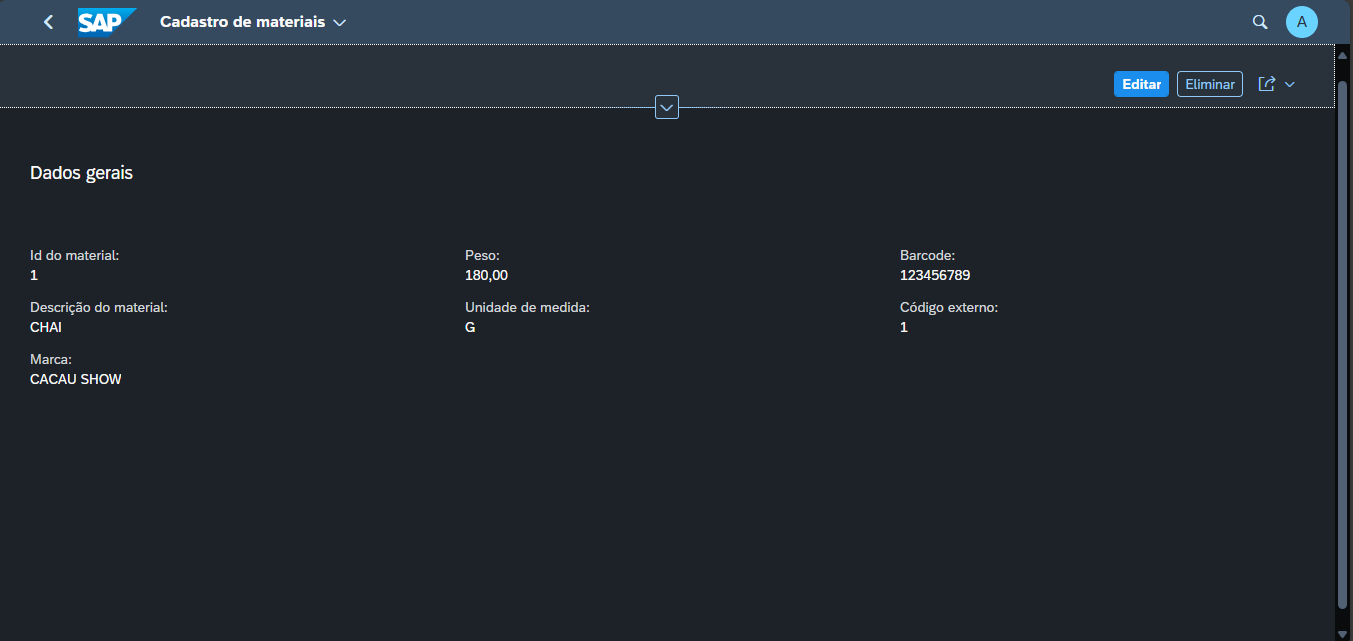 SAP Cadastro de materiais A
Editar Eliminar
Dados gerais
Id do material: Peso: Barcode:
1 180,00 123456789
Descrição do material: Unidade de medida: Código externo:
CHAI G 1
Marca:
CACAU SHOW